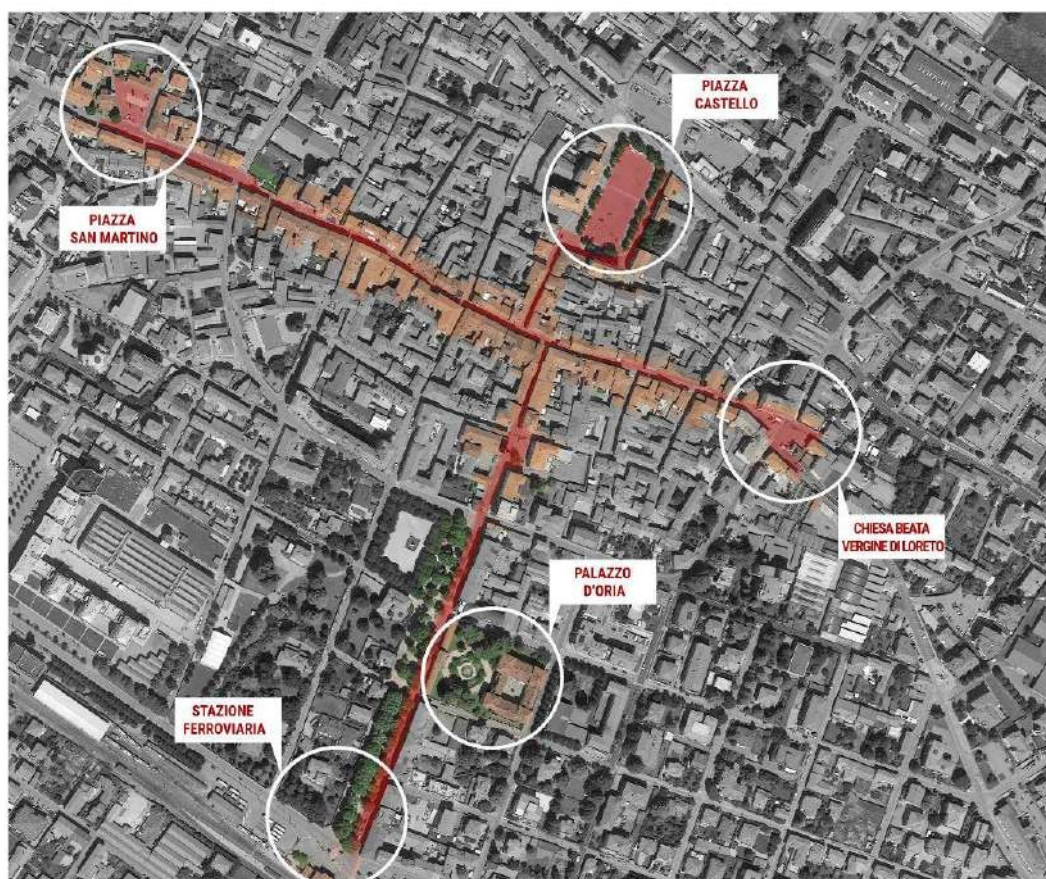 PIAZZA
CASTELLO
PIAZZA
SAN MARTINO
CHIESA BEATA
VERGINE DI LORETO
PALAZZO
D'ORIA
STAZIONE
FERROVIARIA